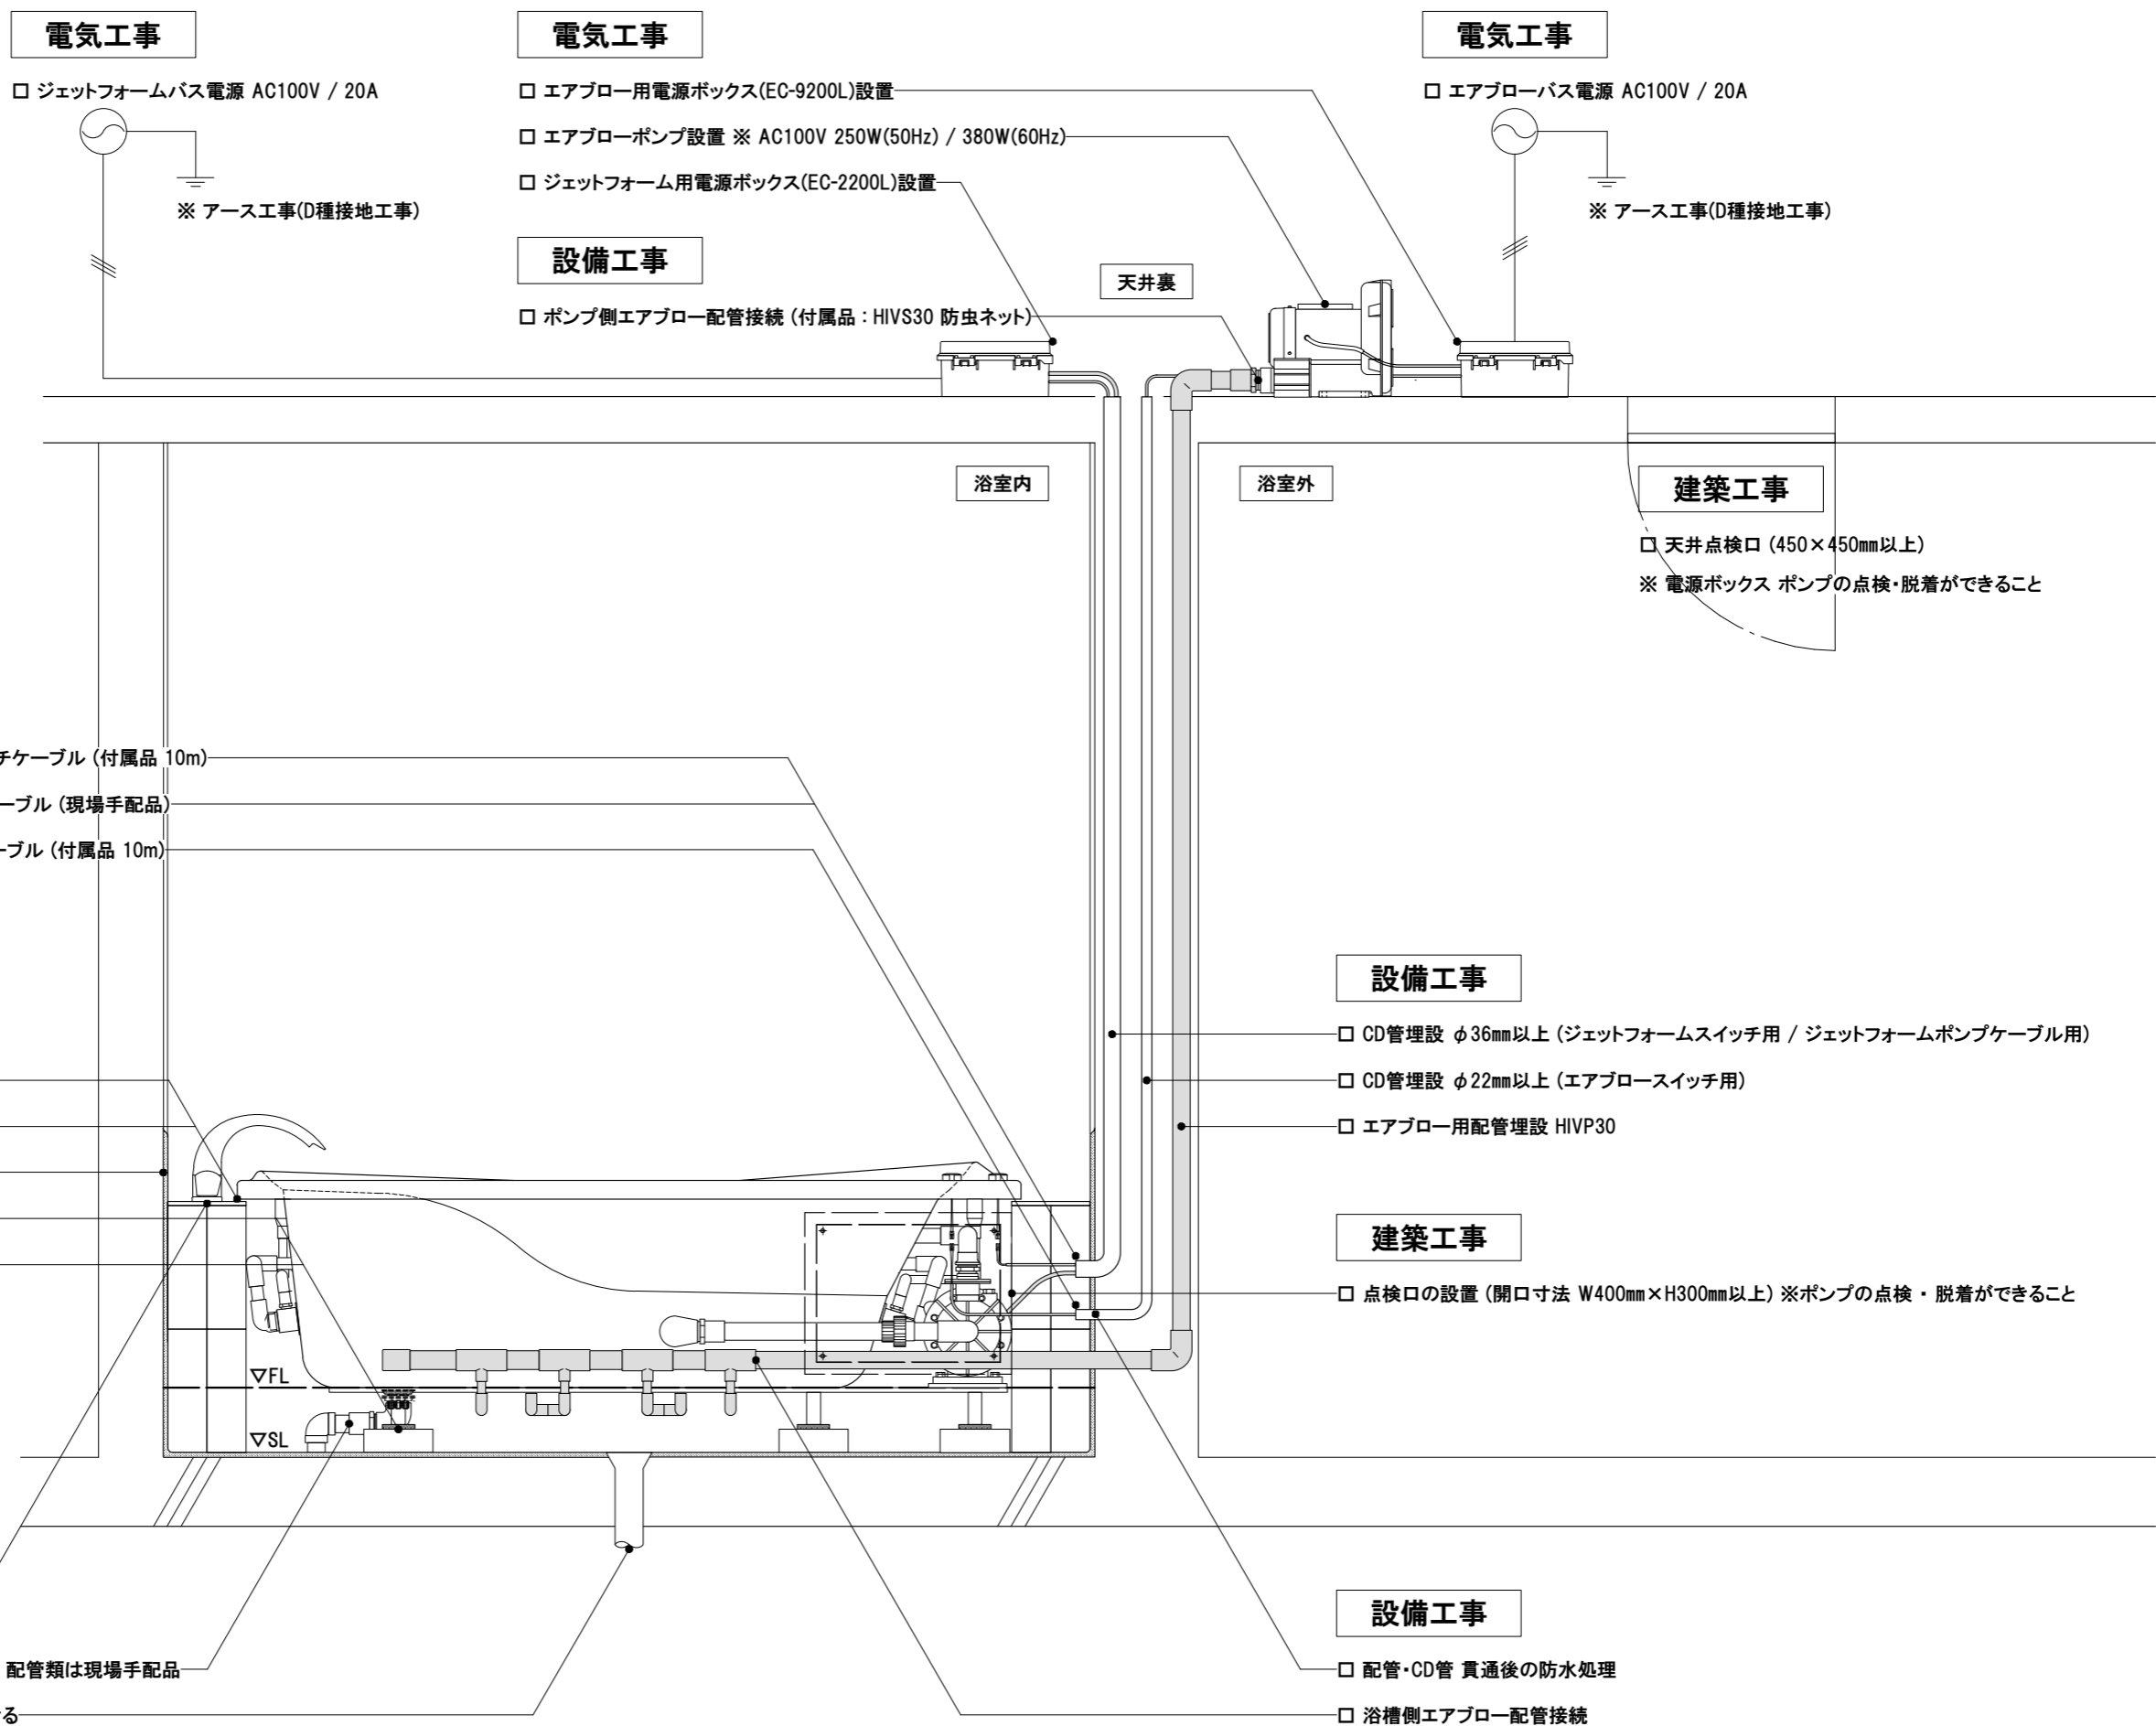 電気工事
□ ジェットフォームバス電源 AC100V / 20A
※ アース工事(D種接地工事)
電気工事
□ エアブロー用電源ボックス(EC-9200L)設置
□ エアブローポンプ設置 ※ AC100V 250W(50Hz) / 380W(60Hz)
□ ジェットフォーム用電源ボックス(EC-2200L)設置
設備工事
□ ポンプ側エアブロー配管接続 (付属品 : HIVS30 防虫ネット)
天井裏
電気工事
□ エアブローバス電源 AC100V / 20A
※ アース工事(D種接地工事)
浴室内
浴室外
建築工事
□ 天井点検口 (450×450mm以上)
※ 電源ボックス ポンプの点検・脱着ができること
チケーブル (付属品 10m)
ーブル (現場手配品)
ーブル (付属品 10m)
設備工事
□ CD管埋設 φ36mm以上 (ジェットフォームスイッチ用 / ジェットフォームポンプケーブル用)
□ CD管埋設 φ22mm以上 (エアブロースイッチ用)
□ エアブロー用配管埋設 HIVP30
建築工事
□ 点検口の設置 (開口寸法 W400mm×H300mm以上) ※ポンプの点検・脱着ができること
▽FL
▽SL
設備工事
□ 配管・CD管 貫通後の防水処理
□ 浴槽側エアブロー配管接続
配管類は現場手配品
る